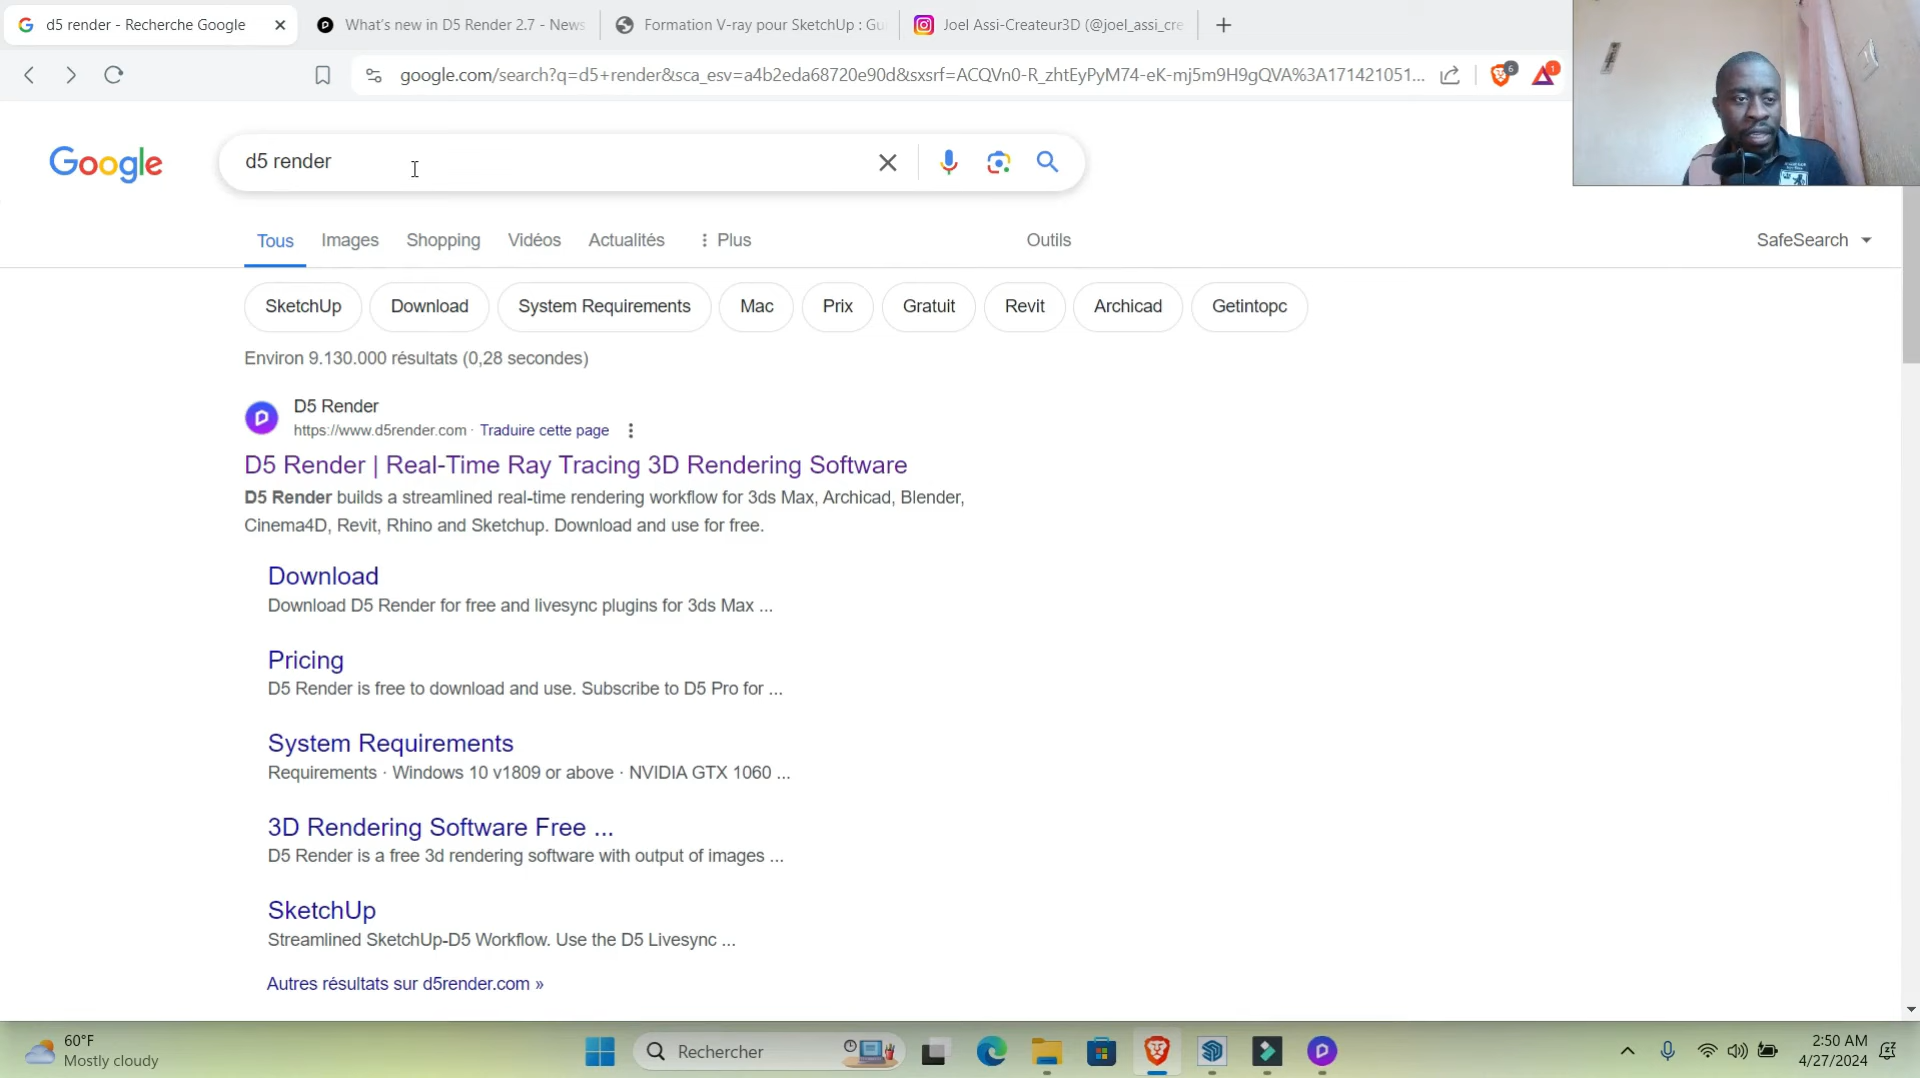 d5 render - Recherche Google
What's new in D5 Render 2.7 - News
Formation V-ray pour SketchUp : Gu
Joel Assi-Createur3D (@joel_assi_cre
google.com/search?q=d5+render&sca_esv=a4b2eda68720e90d&sxsrf=ACQVn0-R_zhtEyPyM74-eK-mj5m9H9gQVA%3A171421051...
6
1
Google
d5 render
Tous Images Shopping Vidéos Actualités Plus Outils SafeSearch
SketchUp Download System Requirements Mac Prix Gratuit Revit Archicad Getintopc
Environ 9.130.000 résultats (0,28 secondes)
D5 Render
https://www.d5render.com · Traduire cette page
D5 Render | Real-Time Ray Tracing 3D Rendering Software
D5 Render builds a streamlined real-time rendering workflow for 3ds Max, Archicad, Blender,
Cinema4D, Revit, Rhino and Sketchup. Download and use for free.
Download
Download D5 Render for free and livesync plugins for 3ds Max ...
Pricing
D5 Render is free to download and use. Subscribe to D5 Pro for ...
System Requirements
Requirements · Windows 10 v1809 or above · NVIDIA GTX 1060 ...
3D Rendering Software Free ...
D5 Render is a free 3d rendering software with output of images ...
SketchUp
Streamlined SketchUp-D5 Workflow. Use the D5 Livesync ...
Autres résultats sur d5render.com »
60°F
Mostly cloudy
Rechercher
2:50 AM
4/27/2024